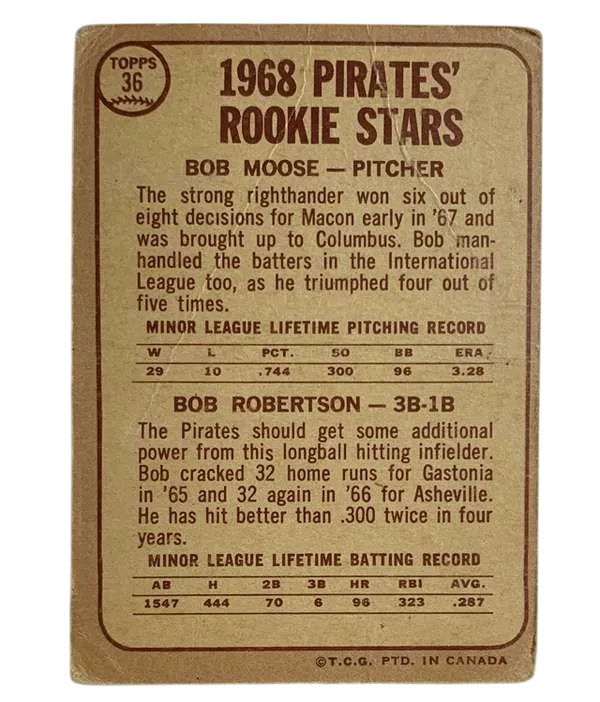 TOPPS
36
1968 PIRATES'
ROOKIE STARS
BOB MOOSE — PITCHER
The strong righthander won six out of
eight decisions for Macon early in '67 and
was brought up to Columbus. Bob man-
handled the batters in the International
League too, as he triumphed four out of
five times.
MINOR LEAGUE LIFETIME PITCHING RECORD
W L PCT. SO BB ERA
29 10 .744 300 96 3.28
BOB ROBERTSON — 3B-1B
The Pirates should get some additional
power from this longball hitting infielder.
Bob cracked 32 home runs for Gastonia
in '65 and 32 again in '66 for Asheville.
He has hit better than .300 twice in four
years.
MINOR LEAGUE LIFETIME BATTING RECORD
AB H 2B 3B HR RBI AVG.
1547 444 70 6 96 323 .287
©T.C.G. PTD. IN CANADA